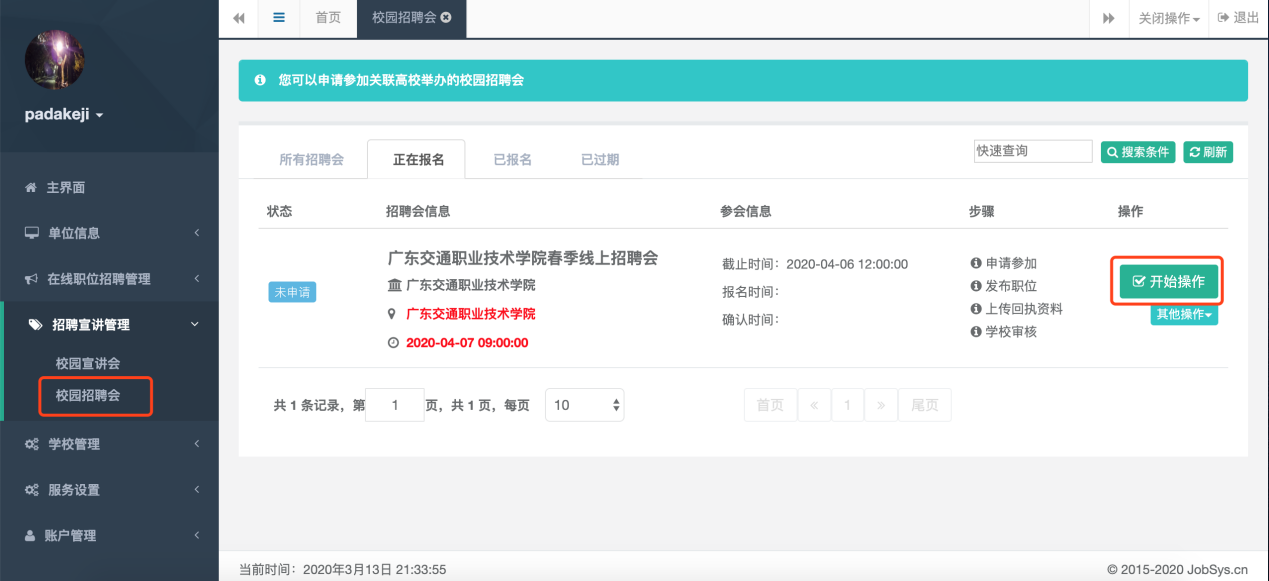 首页
校园招聘会
关闭操作
退出
padakeji
主界面
单位信息
在线职位招聘管理
招聘宣讲管理
校园宣讲会
校园招聘会
学校管理
服务设置
账户管理
您可以申请参加关联高校举办的校园招聘会
所有招聘会 正在报名 已报名 已过期
快速查询 搜索条件 刷新
状态 招聘会信息 参会信息 步骤 操作
未申请
广东交通职业技术学院春季线上招聘会
广东交通职业技术学院
广东交通职业技术学院
2020-04-07 09:00:00
截止时间：2020-04-06 12:00:00
报名时间：
确认时间：
申请参加
发布职位
上传回执资料
学校审核
开始操作
其他操作
共 1 条记录，第 1 页，共 1 页，每页 10
首页 « 1 » 尾页
当前时间：2020年3月13日 21:33:55
© 2015-2020 JobSys.cn